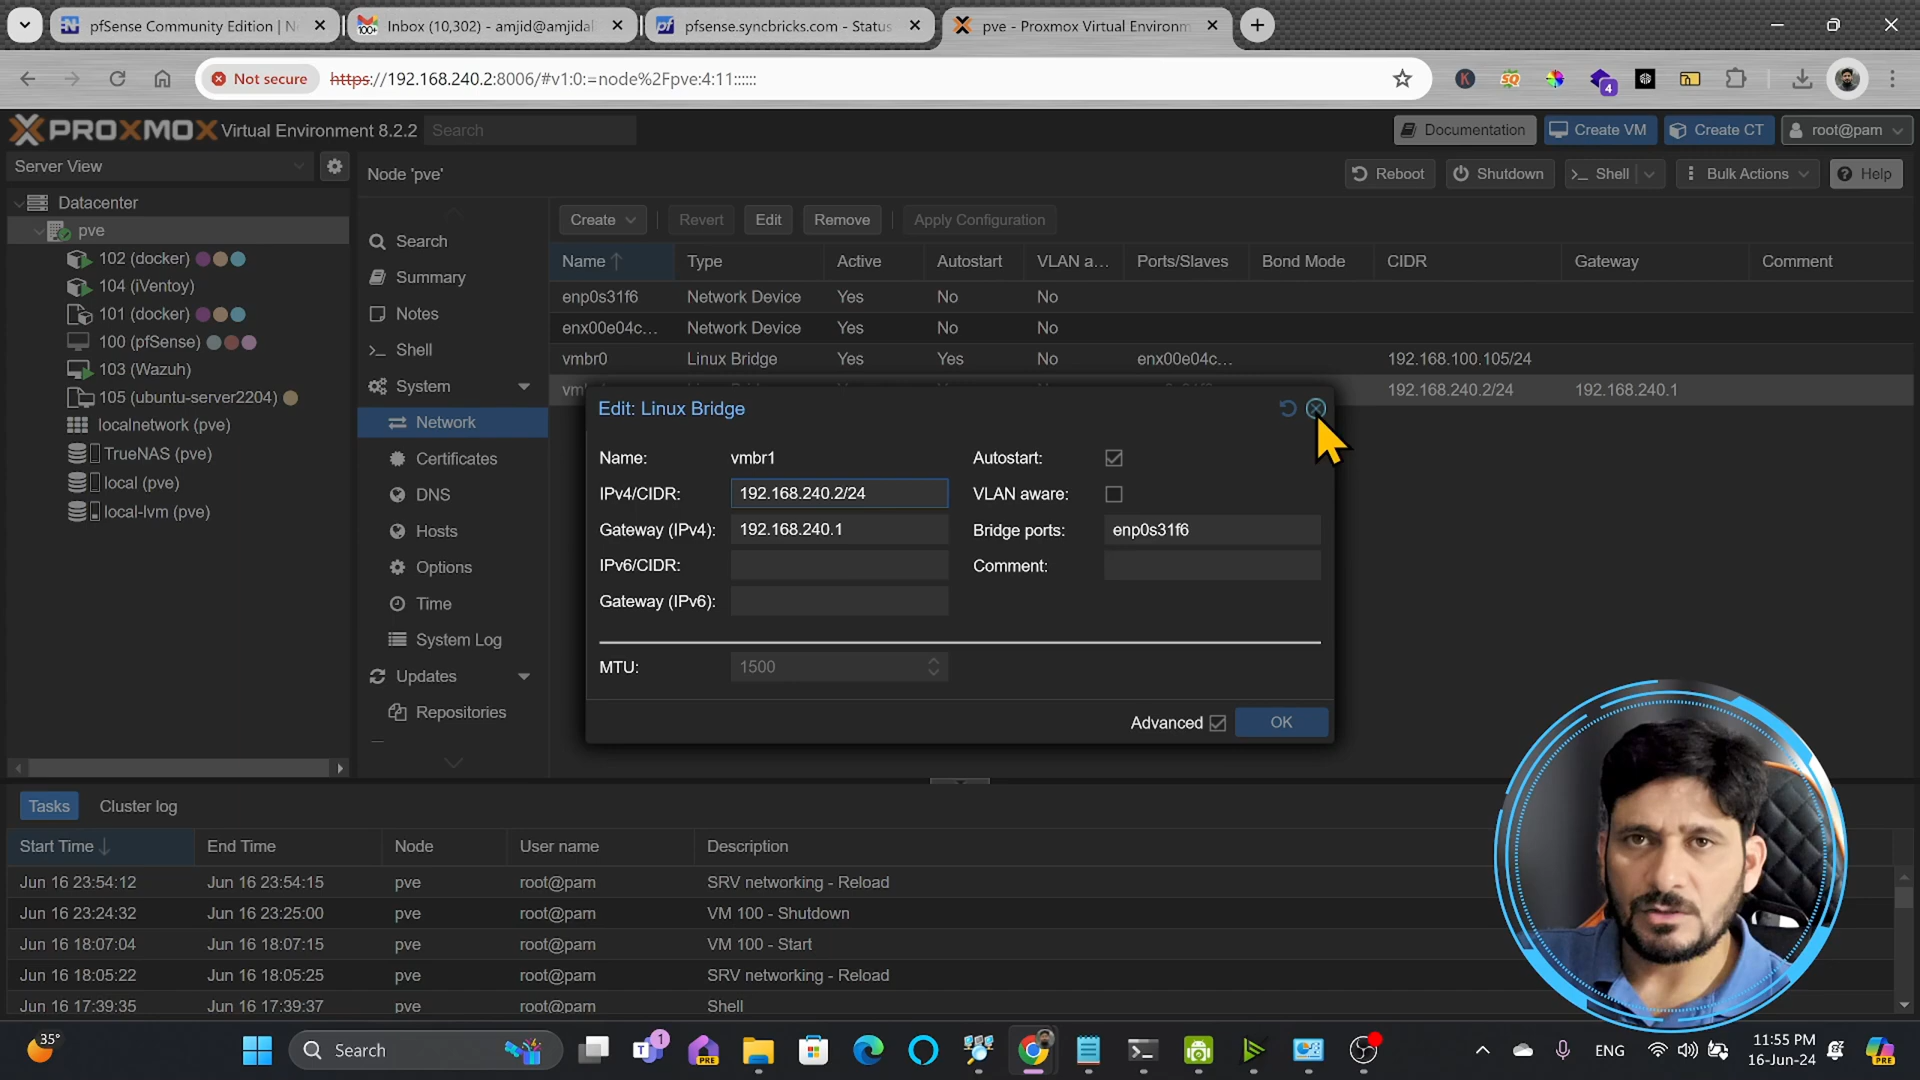 pfSense Community Edition | Ne
Inbox (10,302) - amjid@amjidali
100+
pfsense.syncbricks.com - Status
pve - Proxmox Virtual Environm
Not secure
https://192.168.240.2:8006/#v1:0:=node%2Fpve:4:11::::::
4
PROXMOX Virtual Environment 8.2.2
Search
Documentation
Create VM
Create CT
root@pam
Server View
Node 'pve'
Reboot
Shutdown
Shell
Bulk Actions
Help
Datacenter
pve
102 (docker)
104 (iVentoy)
101 (docker)
100 (pfSense)
103 (Wazuh)
105 (ubuntu-server2204)
localnetwork (pve)
TrueNAS (pve)
local (pve)
local-lvm (pve)
Search
Summary
Notes
Shell
System
Network
Certificates
DNS
Hosts
Options
Time
System Log
Updates
Repositories
Create
Revert
Edit
Remove
Apply Configuration
Name Type Active Autostart VLAN a... Ports/Slaves Bond Mode CIDR Gateway Comment
enp0s31f6 Network Device Yes No No
enx00e04c... Network Device Yes No No
vmbr0 Linux Bridge Yes Yes No enx00e04c... 192.168.100.105/24
192.168.240.2/24 192.168.240.1
Edit: Linux Bridge
Name: vmbr1 Autostart:
IPv4/CIDR: 192.168.240.2/24 VLAN aware:
Gateway (IPv4): 192.168.240.1 Bridge ports: enp0s31f6
IPv6/CIDR: Comment:
Gateway (IPv6):
MTU: 1500
Advanced
OK
Tasks
Cluster log
Start Time End Time Node User name Description
Jun 16 23:54:12 Jun 16 23:54:15 pve root@pam SRV networking - Reload
Jun 16 23:24:32 Jun 16 23:25:00 pve root@pam VM 100 - Shutdown
Jun 16 18:07:04 Jun 16 18:07:15 pve root@pam VM 100 - Start
Jun 16 18:05:22 Jun 16 18:05:25 pve root@pam SRV networking - Reload
Jun 16 17:39:35 Jun 16 17:39:37 pve root@pam Shell
35°
Search
1
PRE
ENG
11:55 PM
16-Jun-24
PRE